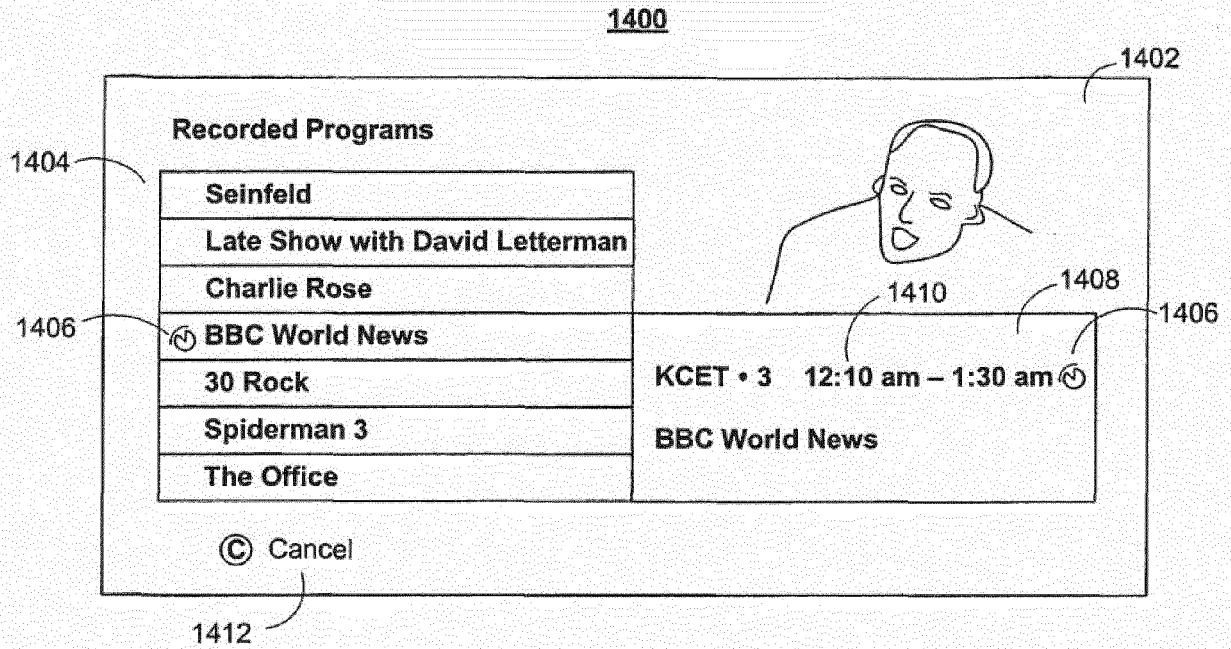 1400
1402
Recorded Programs
1404
Seinfeld
Late Show with David Letterman
Charlie Rose
1410
1408
1406
1406
BBC World News
30 Rock
KCET • 3 12:10 am – 1:30 am
Spiderman 3
BBC World News
The Office
© Cancel
1412